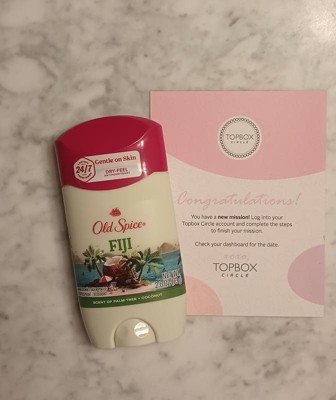 24/7
Gentle on Skin
DRY-FEEL
Old Spice
FIJI
SCENT OF PALM TREE + COCONUT
TOPBOX
CIRCLE
Congratulations!
You have a new mission! Log into your
Topbox Circle account and complete the steps
to finish your mission.
Check your dashboard for the date.
xoxo,
TOPBOX
CIRCLE